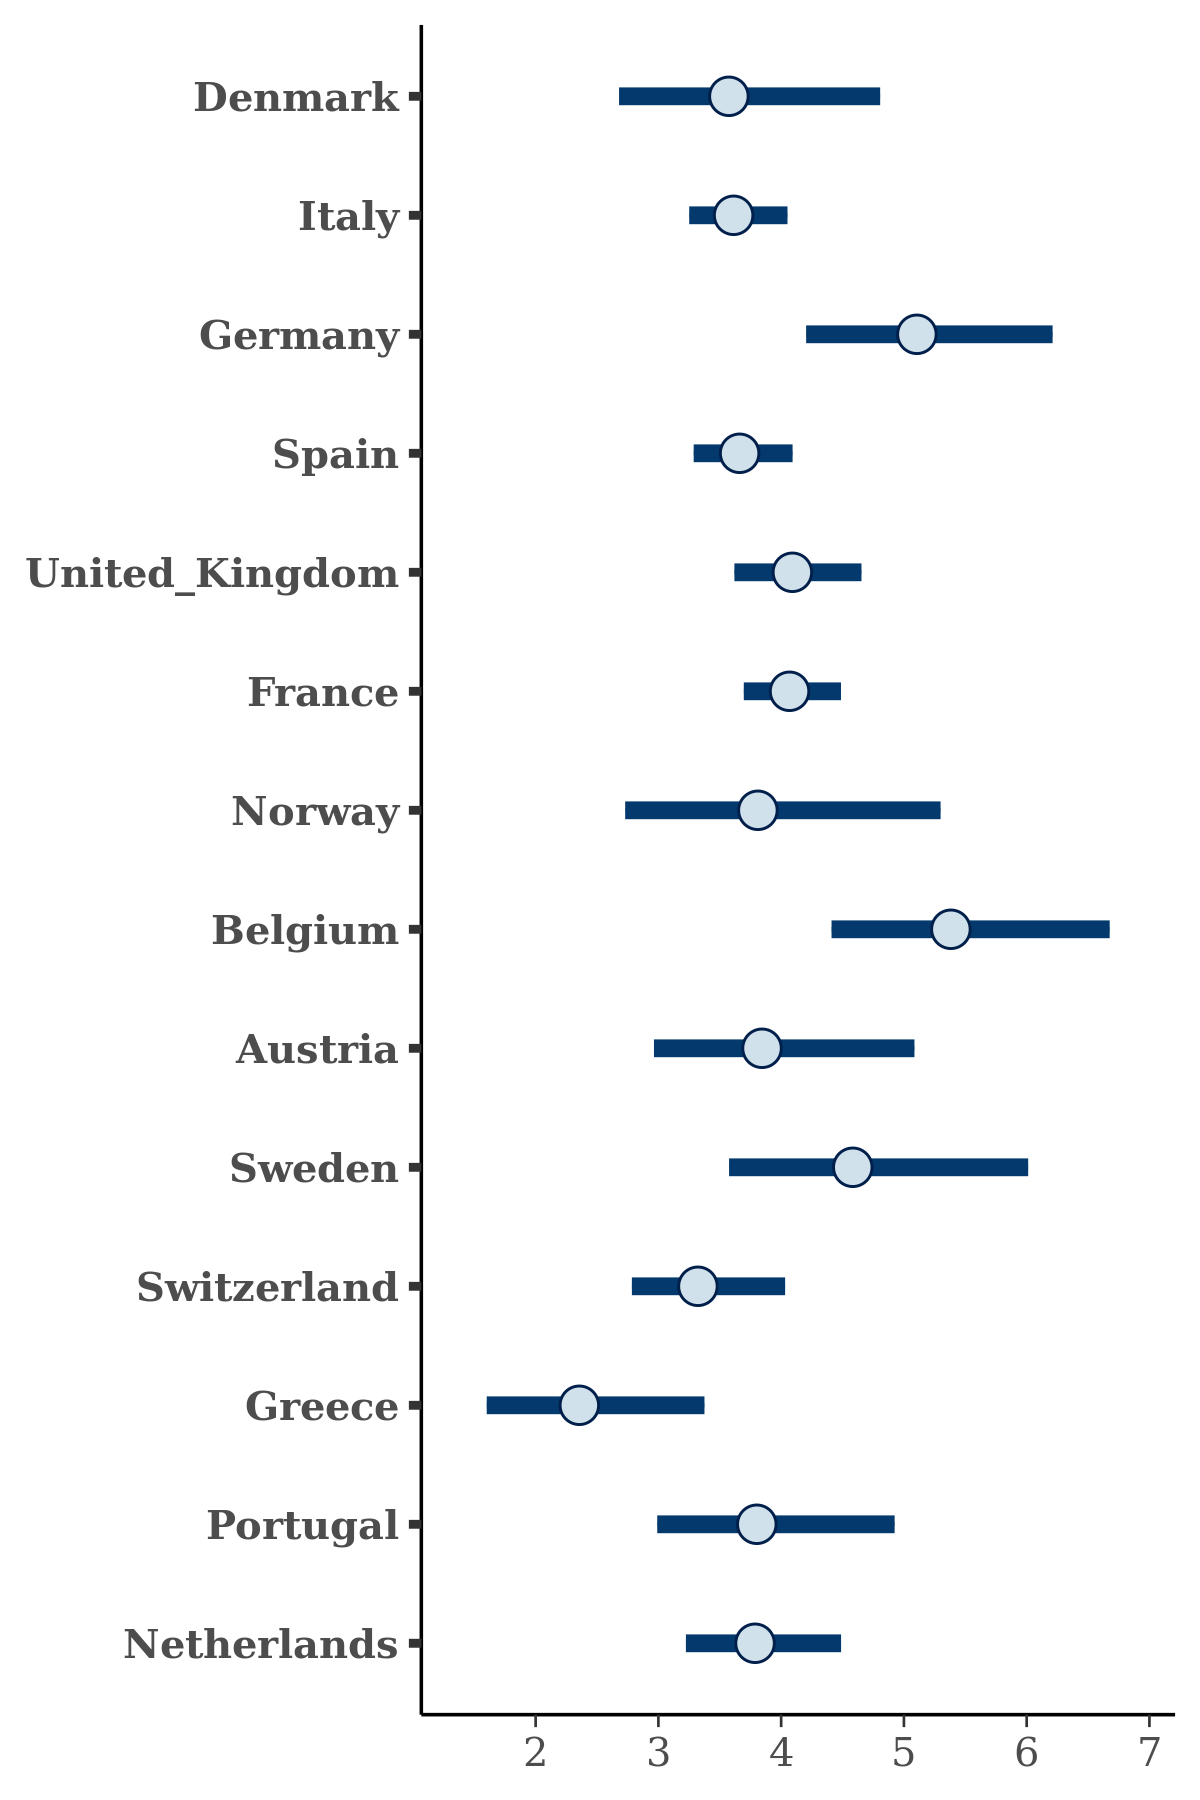 Denmark
Italy
Germany
Spain
United_Kingdom
France
Norway
Belgium
Austria
Sweden
Switzerland
Greece
Portugal
Netherlands
2 3 4 5 6 7